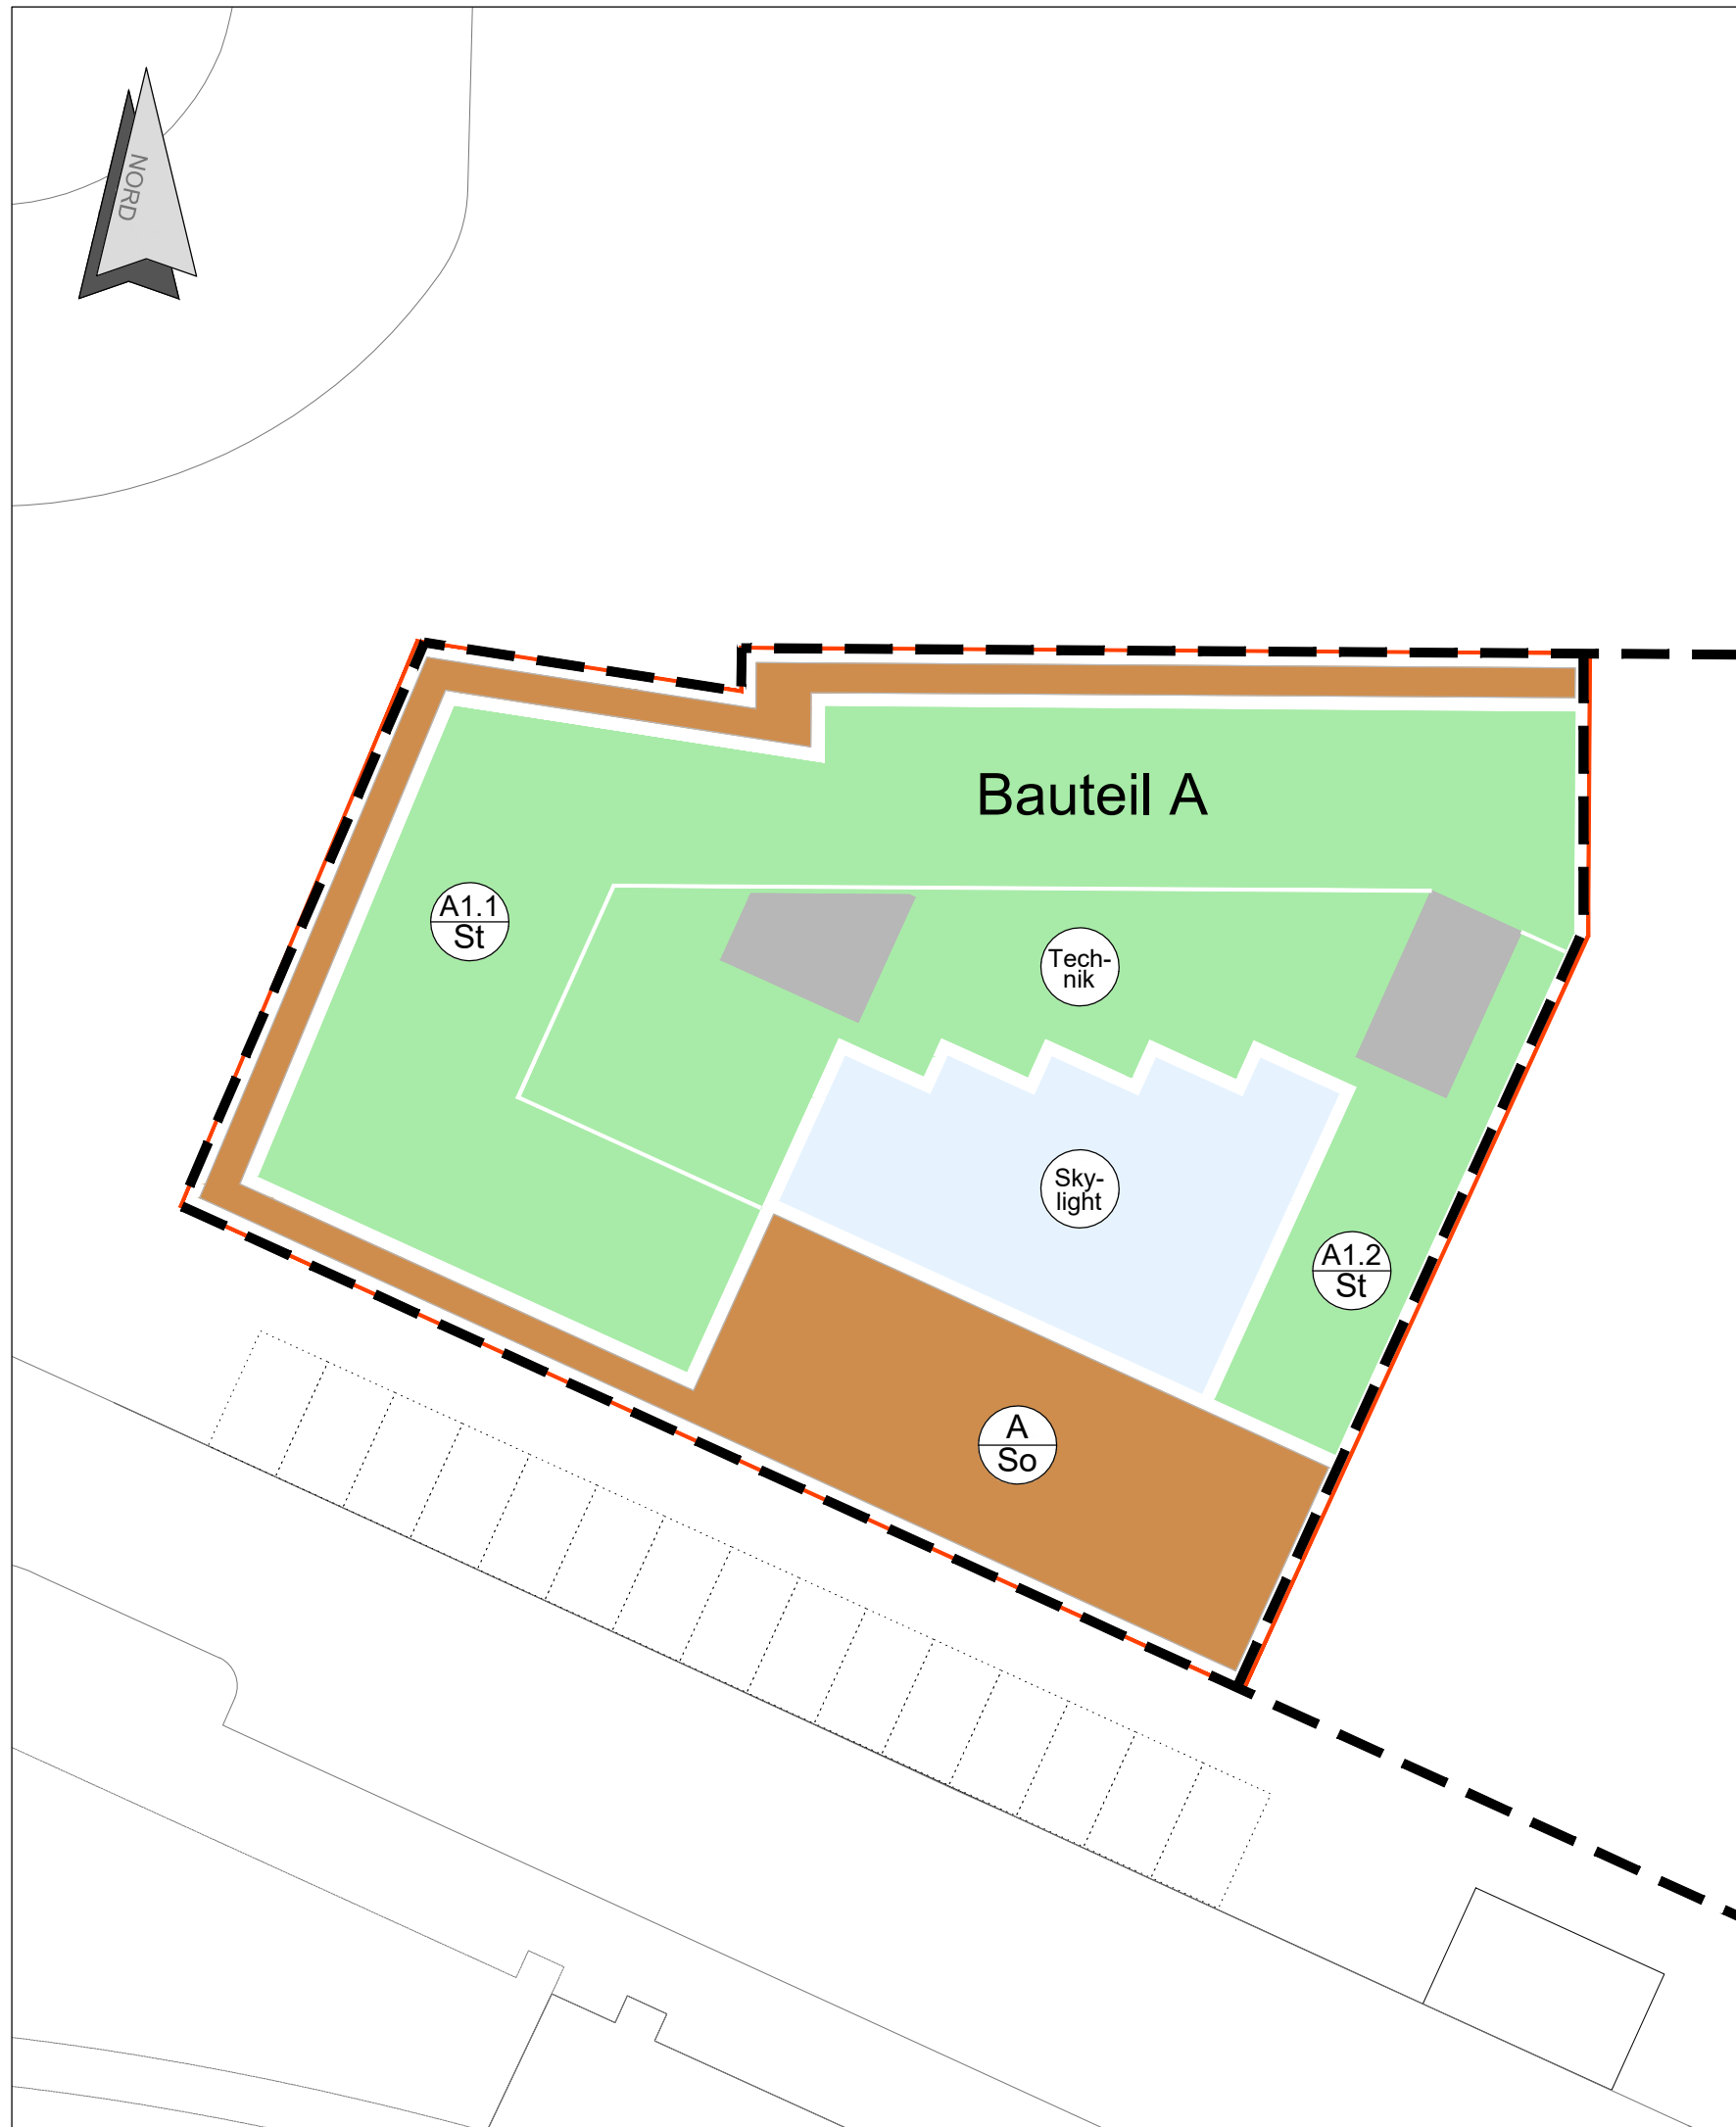 NORD
Bauteil A
A1.1
St
Tech-
nik
Sky-
light
A1.2
St
A
So